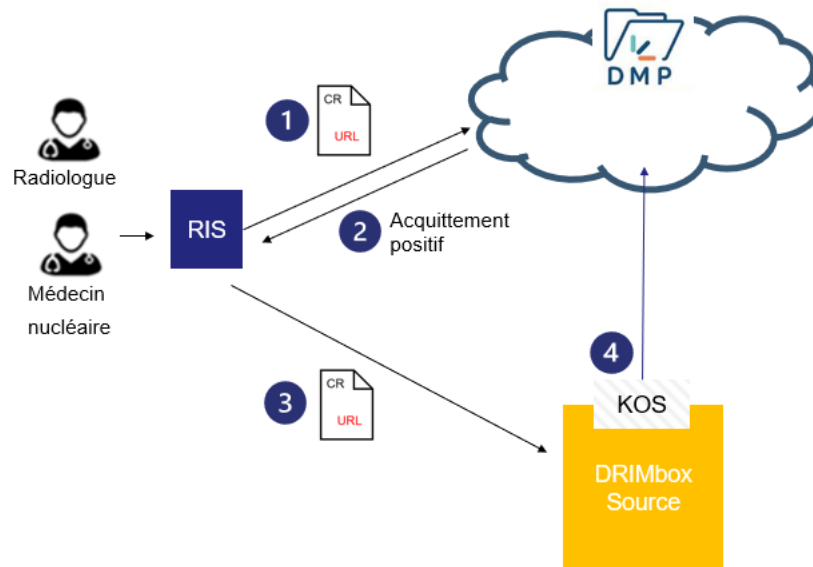 DMP
1
CR
URL
Radiologue
RIS
2
Acquittement
positif
Médecin
nucléaire
3
CR
URL
4
KOS
DRIMbox
Source